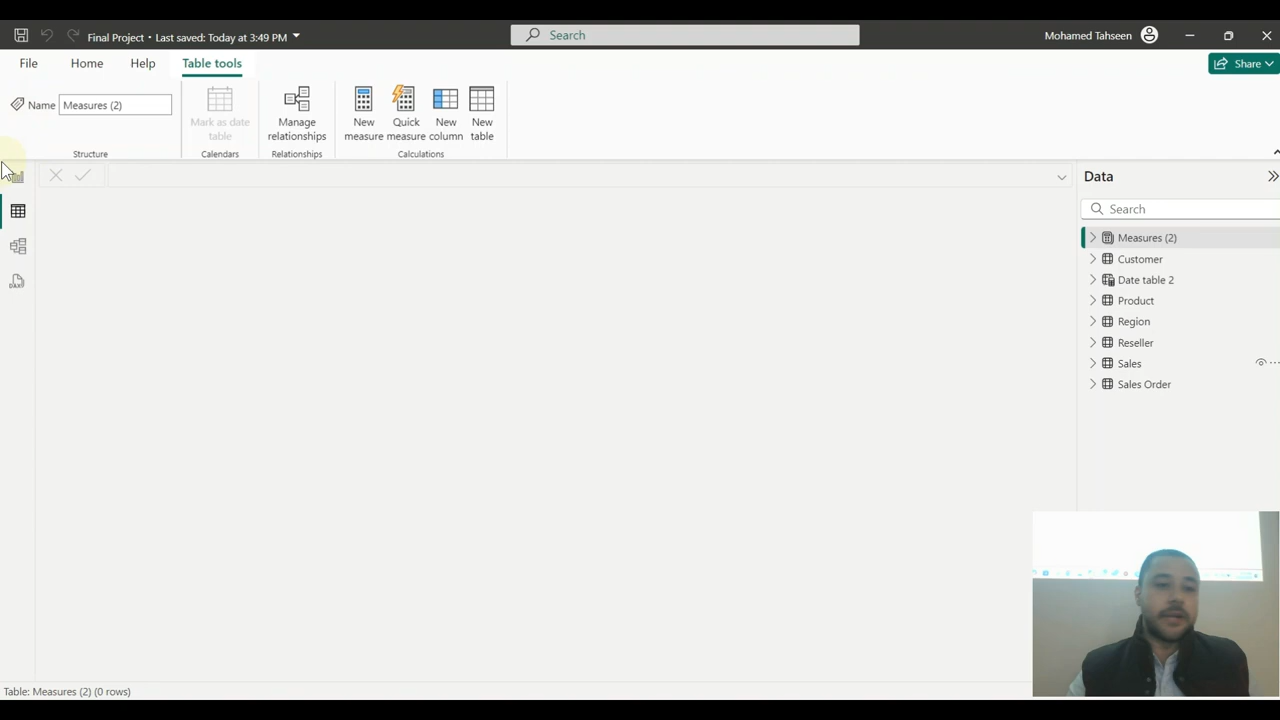 Final Project • Last saved: Today at 3:49 PM
Search
Mohamed Tahseen
File
Home
Help
Table tools
Share
Name
Measures (2)
Mark as date
table
Manage
relationships
New
measure
Quick
measure
New
column
New
table
Structure
Calendars
Relationships
Calculations
Data
Search
Measures (2)
Customer
Date table 2
Product
Region
Reseller
Sales
Sales Order
DAX
Table: Measures (2) (0 rows)